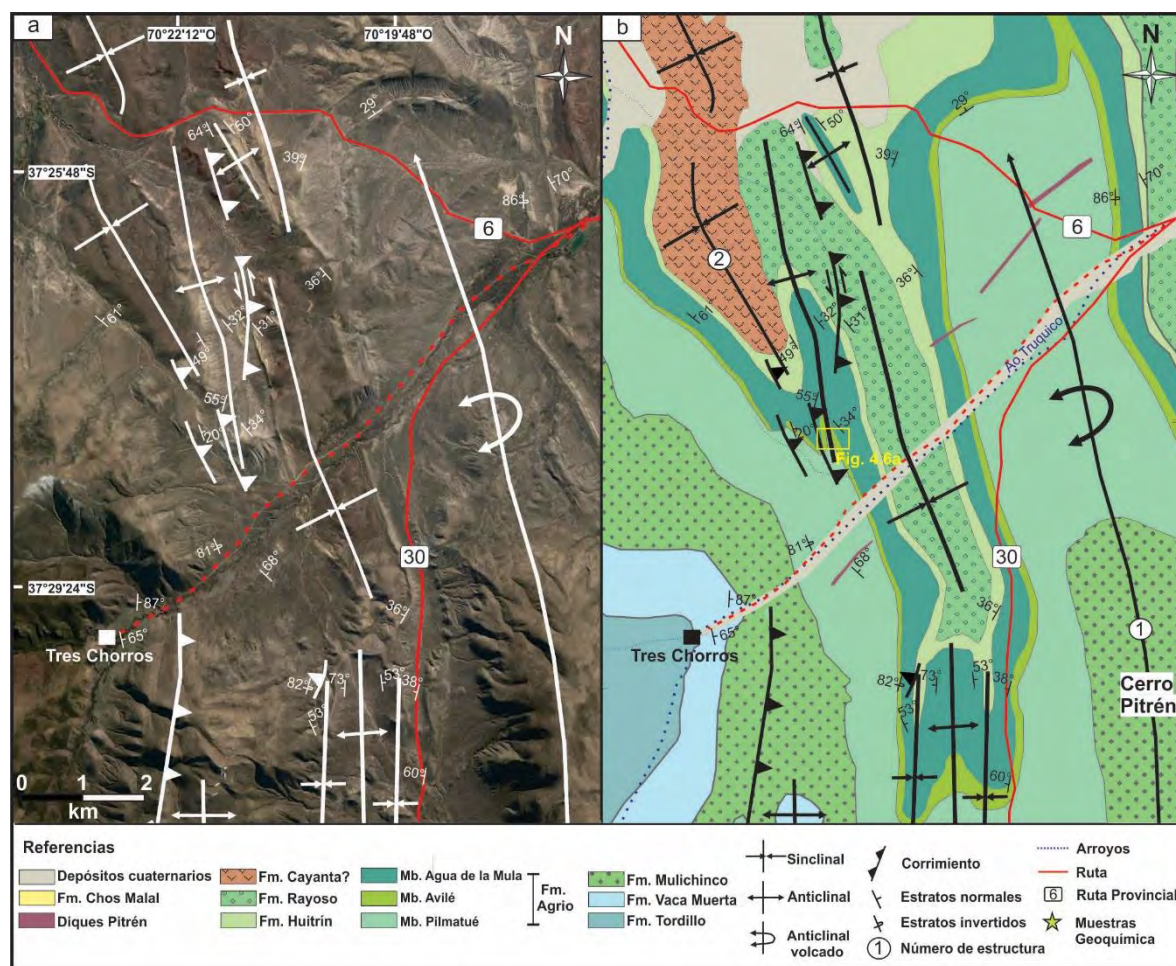 a
70°22'12"O
70°19'48"O
N
37°25'48"S
64°
50°
39°
29°
70°
86°
6
36°
61°
32°
31°
49°
55°
20°
34°
81°
68°
30
37°29'24"S
87°
65°
Tres Chorros
36°
82°
73°
53°
53°
38°
60°
0 1 2
km
b
N
29°
64°
50°
39°
70°
86°
6
2
36°
61°
32°
31°
49°
Ao. Truquico
55°
20°
34°
Fig. 4.6a
81°
68°
30
87°
65°
Tres Chorros
36°
1
Cerro
Pitrén
82°
73°
53°
53°
38°
60°
Referencias
Depósitos cuaternarios
Fm. Chos Malal
Diques Pitrén
Fm. Cayanta?
Fm. Rayoso
Fm. Huitrín
Mb. Agua de la Mula
Mb. Avilé
Mb. Pilmatué
Fm.
Agrio
Fm. Mulichinco
Fm. Vaca Muerta
Fm. Tordillo
Sinclinal
Anticlinal
Anticlinal
volcado
Corrimiento
Estratos normales
Estratos invertidos
1 Número de estructura
Arroyos
Ruta
6 Ruta Provincial
Muestras
Geoquímica